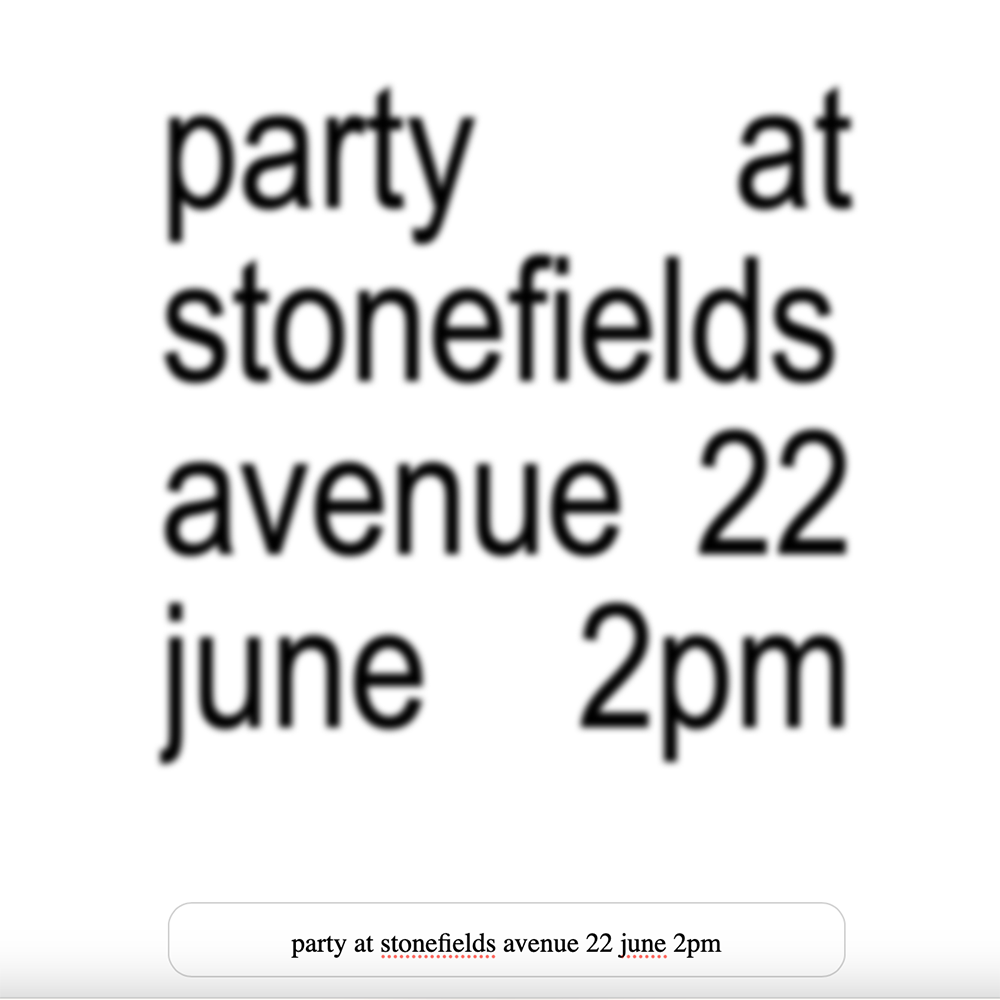 party at
stonefields
avenue 22
june 2pm
party at stonefields avenue 22 june 2pm